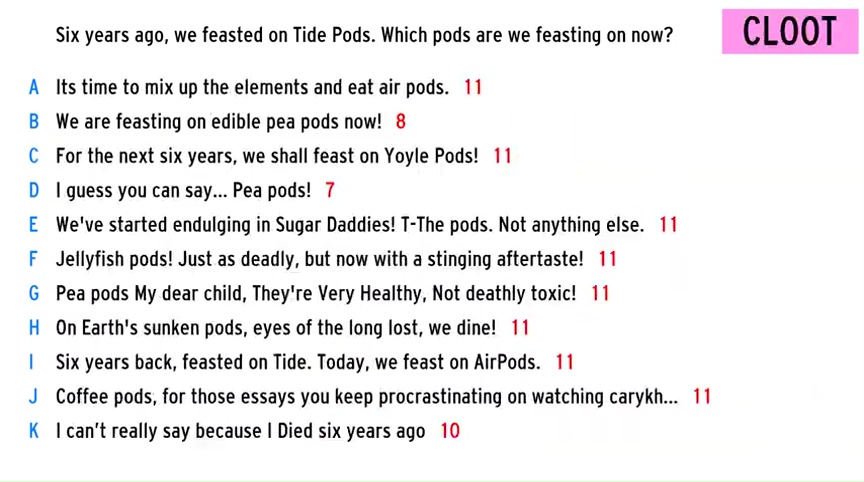 Six years ago, we feasted on Tide Pods. Which pods are we feasting on now?
CLOOT
A Its time to mix up the elements and eat air pods. 11
B We are feasting on edible pea pods now! 8
C For the next six years, we shall feast on Yoyle Pods! 11
D I guess you can say... Pea pods! 7
E We've started endulging in Sugar Daddies! T-The pods. Not anything else. 11
F Jellyfish pods! Just as deadly, but now with a stinging aftertaste! 11
G Pea pods My dear child, They're Very Healthy, Not deathly toxic! 11
H On Earth's sunken pods, eyes of the long lost, we dine! 11
I Six years back, feasted on Tide. Today, we feast on AirPods. 11
J Coffee pods, for those essays you keep procrastinating on watching carykh... 11
K I can't really say because I Died six years ago 10